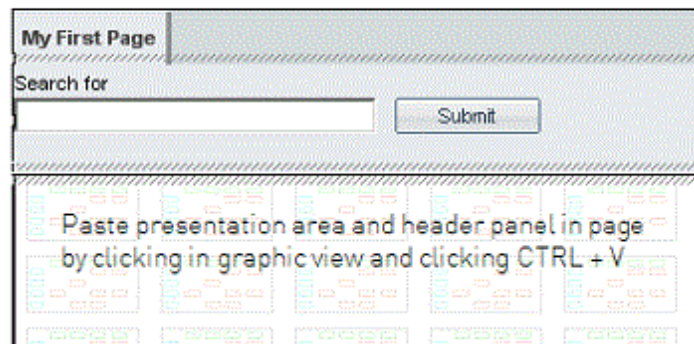 My First Page
Search for
Submit
Paste presentation area and header panel in page
by clicking in graphic view and clicking CTRL + V